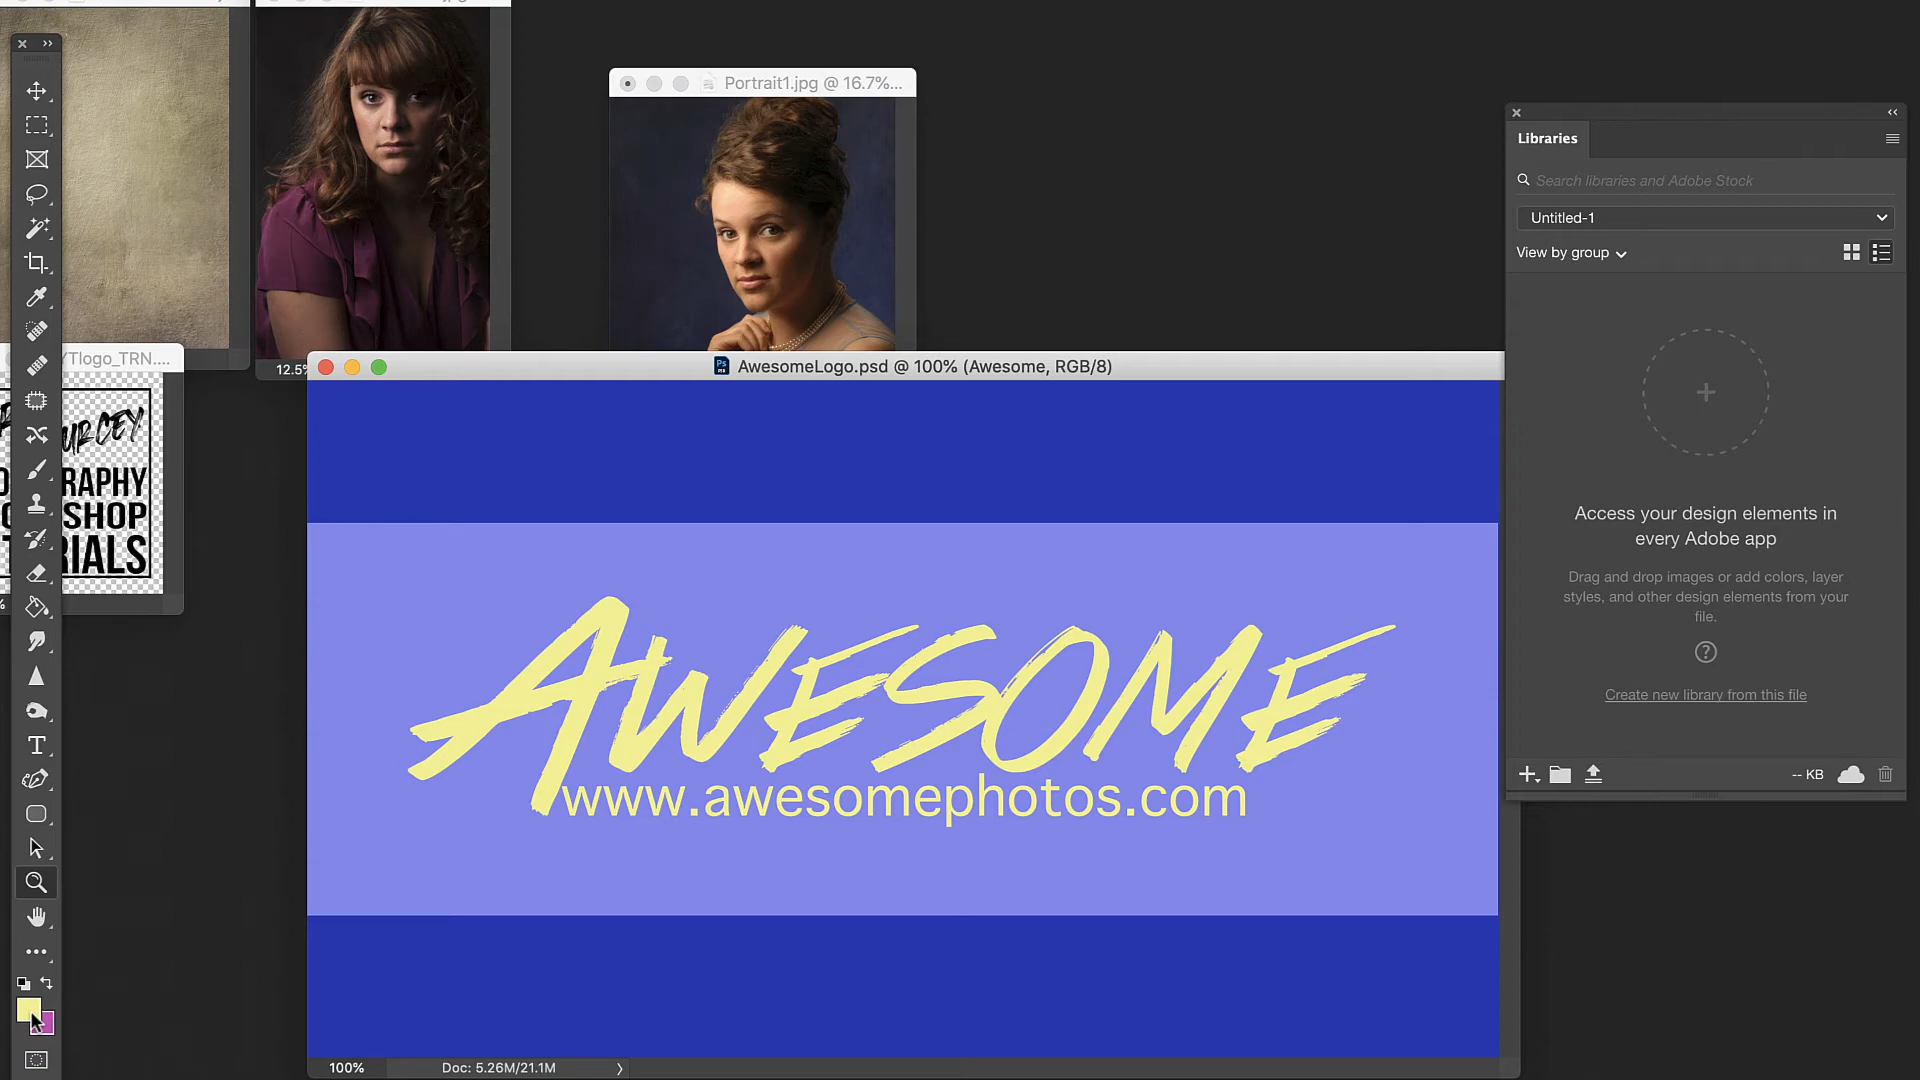 Portrait1.jpg @ 16.7%...
Libraries
Search libraries and Adobe Stock
Untitled-1
View by group
Tlogo_TRN....
12.5%
AwesomeLogo.psd @ 100% (Awesome, RGB/8)
URCEY
RAPHY
SHOP
RIALS
AWESOME
www.awesomephotos.com
Access your design elements in
every Adobe app
Drag and drop images or add colors, layer
styles, and other design elements from your
file.
?
Create new library from this file
-- KB
T
100%
Doc: 5.26M/21.1M